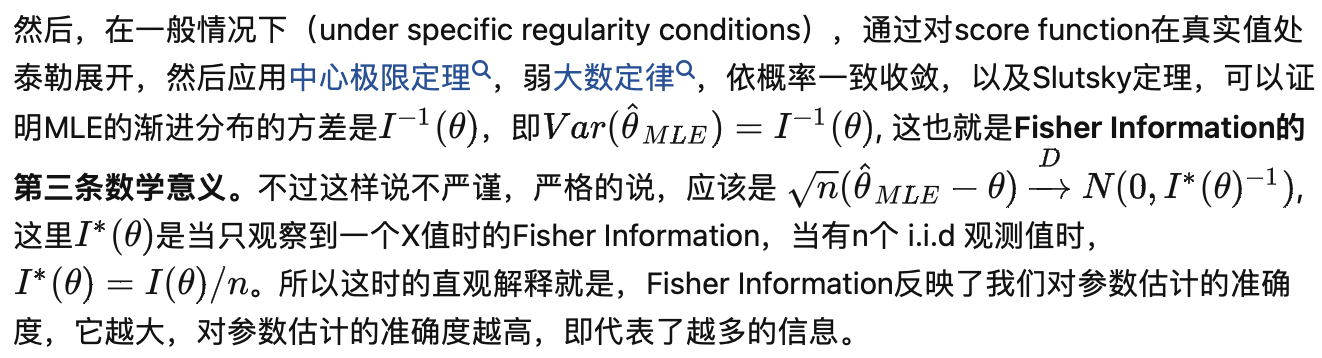 然后，在一般情况下（under specific regularity conditions），通过对score function在真实值处
泰勒展开，然后应用中心极限定理，弱大数定律，依概率一致收敛，以及Slutsky定理，可以证
明MLE的渐进分布的方差是$I^{-1}(\theta)$，即$Var(\hat{\theta}_{MLE}) = I^{-1}(\theta)$, 这也就是Fisher Information的
第三条数学意义。不过这样说不严谨，严格的说，应该是 $\sqrt{n}(\hat{\theta}_{MLE} - \theta) \xrightarrow{D} N(0, I^*(\theta)^{-1})$,
这里$I^*(\theta)$是当只观察到一个X值时的Fisher Information，当有n个 i.i.d 观测值时，
$I^*(\theta) = I(\theta)/n$。所以这时的直观解释就是，Fisher Information反映了我们对参数估计的准确
度，它越大，对参数估计的准确度越高，即代表了越多的信息。